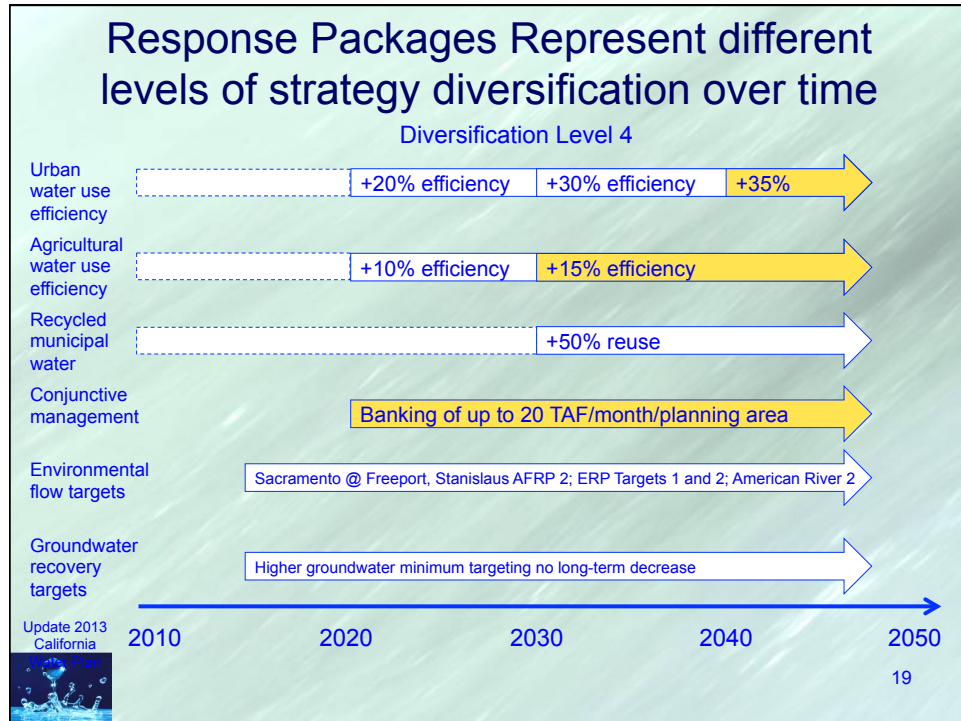 Response Packages Represent different
levels of strategy diversification over time
Diversification Level 4
Urban
water use
efficiency
+20% efficiency
+30% efficiency
+35%
Agricultural
water use
efficiency
+10% efficiency
+15% efficiency
Recycled
municipal
water
+50% reuse
Conjunctive
management
Banking of up to 20 TAF/month/planning area
Environmental
flow targets
Sacramento @ Freeport, Stanislaus AFRP 2; ERP Targets 1 and 2; American River 2
Groundwater
recovery
targets
Higher groundwater minimum targeting no long-term decrease
2010 2020 2030 2040 2050
Update 2013
California
Water Plan
19